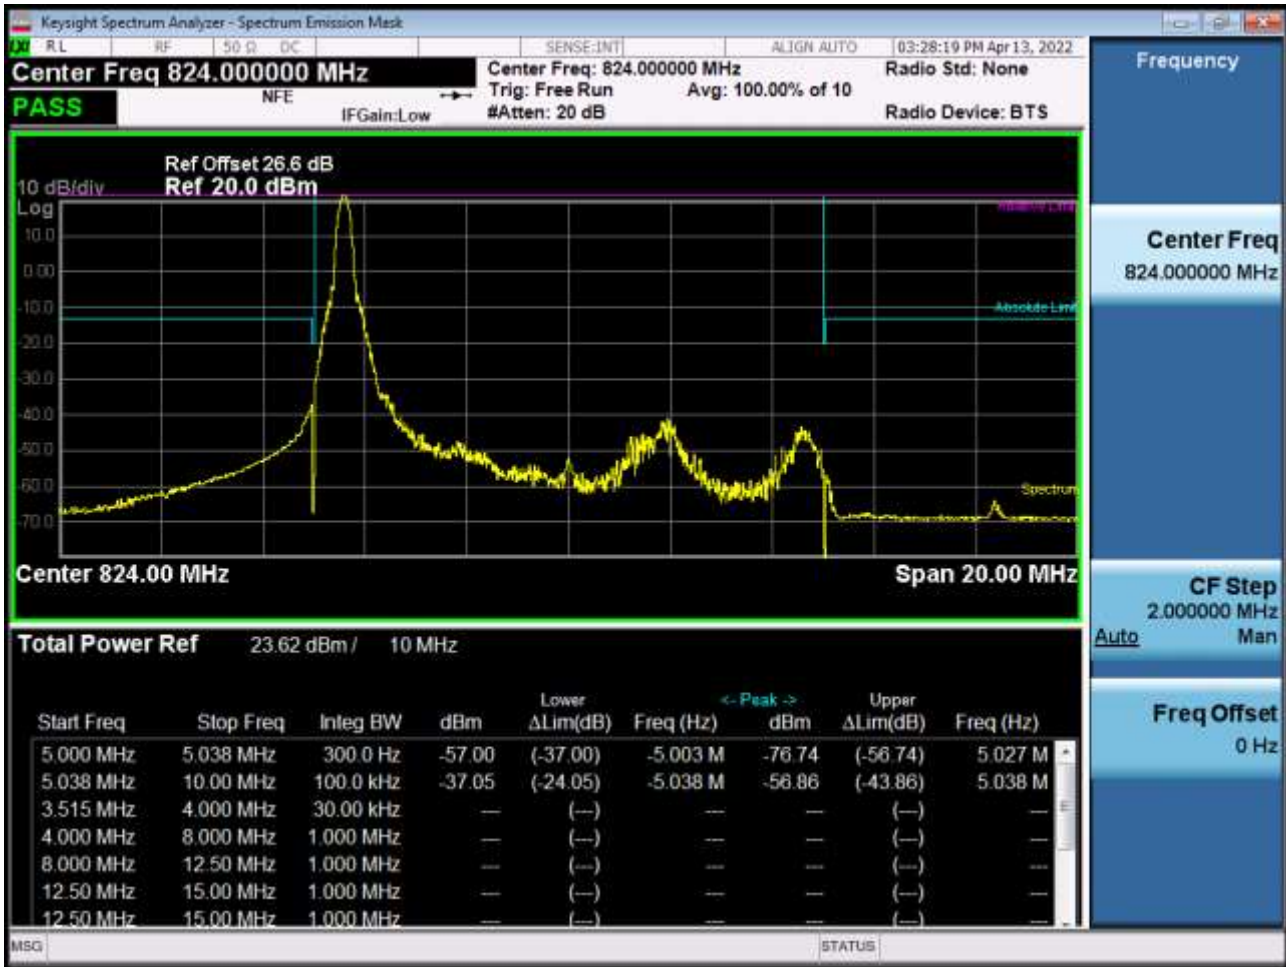 Keysight Spectrum Analyzer - Spectrum Emission Mask
LXI RL RF 50 Ω DC SENSE:INT ALIGN AUTO 03:28:19 PM Apr 13, 2022
Center Freq 824.000000 MHz
Center Freq: 824.000000 MHz Radio Std: None
PASS NFE Trig: Free Run Avg: 100.00% of 10
IFGain:Low #Atten: 20 dB Radio Device: BTS
Ref Offset 26.6 dB
10 dB/div Ref 20.0 dBm
Log
Relative Limit
10.0
0.00
-10.0
Absolute Limit
-20.0
-30.0
-40.0
-50.0
-60.0
Spectrum
-70.0
Center 824.00 MHz Span 20.00 MHz
Total Power Ref 23.62 dBm / 10 MHz
Lower <- Peak -> Upper
Start Freq Stop Freq Integ BW dBm ΔLim(dB) Freq (Hz) dBm ΔLim(dB) Freq (Hz)
5.000 MHz 5.038 MHz 300.0 Hz -57.00 (-37.00) -5.003 M -76.74 (-56.74) 5.027 M
5.038 MHz 10.00 MHz 100.0 kHz -37.05 (-24.05) -5.038 M -56.86 (-43.86) 5.038 M
3.515 MHz 4.000 MHz 30.00 kHz --- (---) --- --- (---) ---
4.000 MHz 8.000 MHz 1.000 MHz --- (---) --- --- (---) ---
8.000 MHz 12.50 MHz 1.000 MHz --- (---) --- --- (---) ---
12.50 MHz 15.00 MHz 1.000 MHz --- (---) --- --- (---) ---
12.50 MHz 15.00 MHz 1.000 MHz --- (---) --- --- (---) ---
MSG STATUS
Frequency
Center Freq
824.000000 MHz
CF Step
2.000000 MHz
Auto Man
Freq Offset
0 Hz